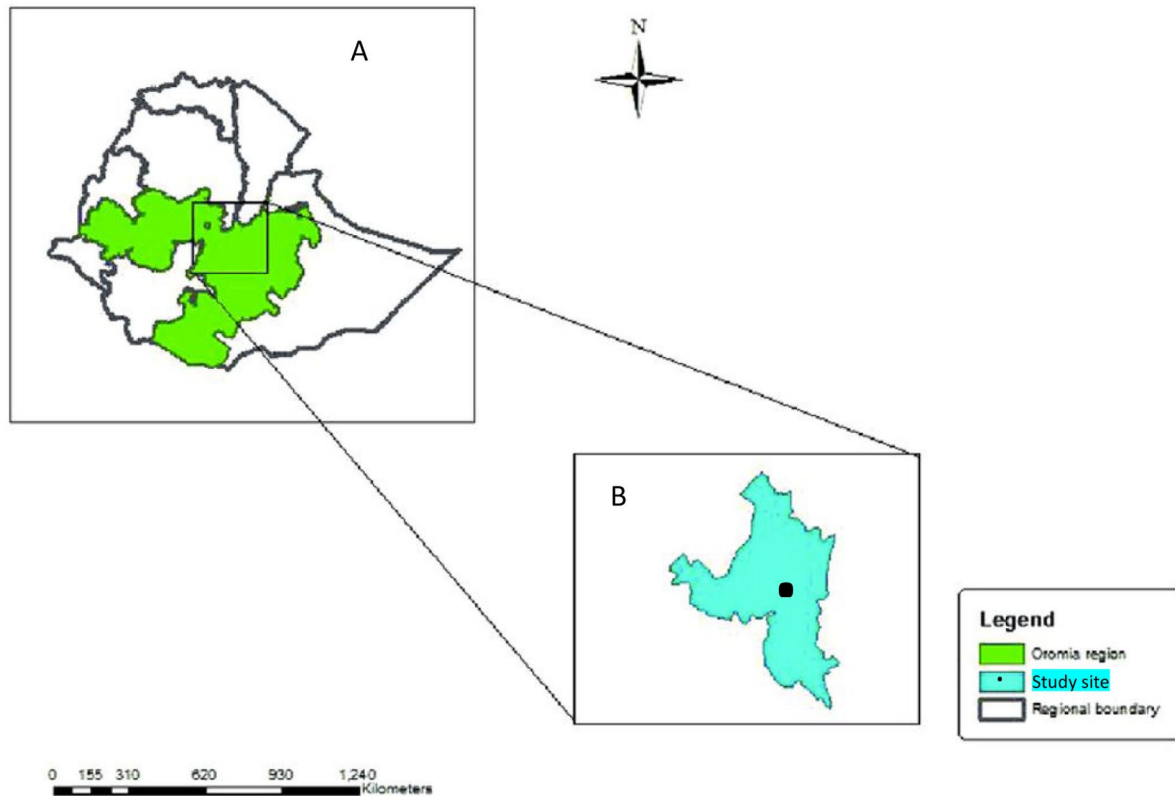 A
N
B
Legend
Oromia region
Study site
Regional boundary
0 155 310 620 930 1,240
Kilometers